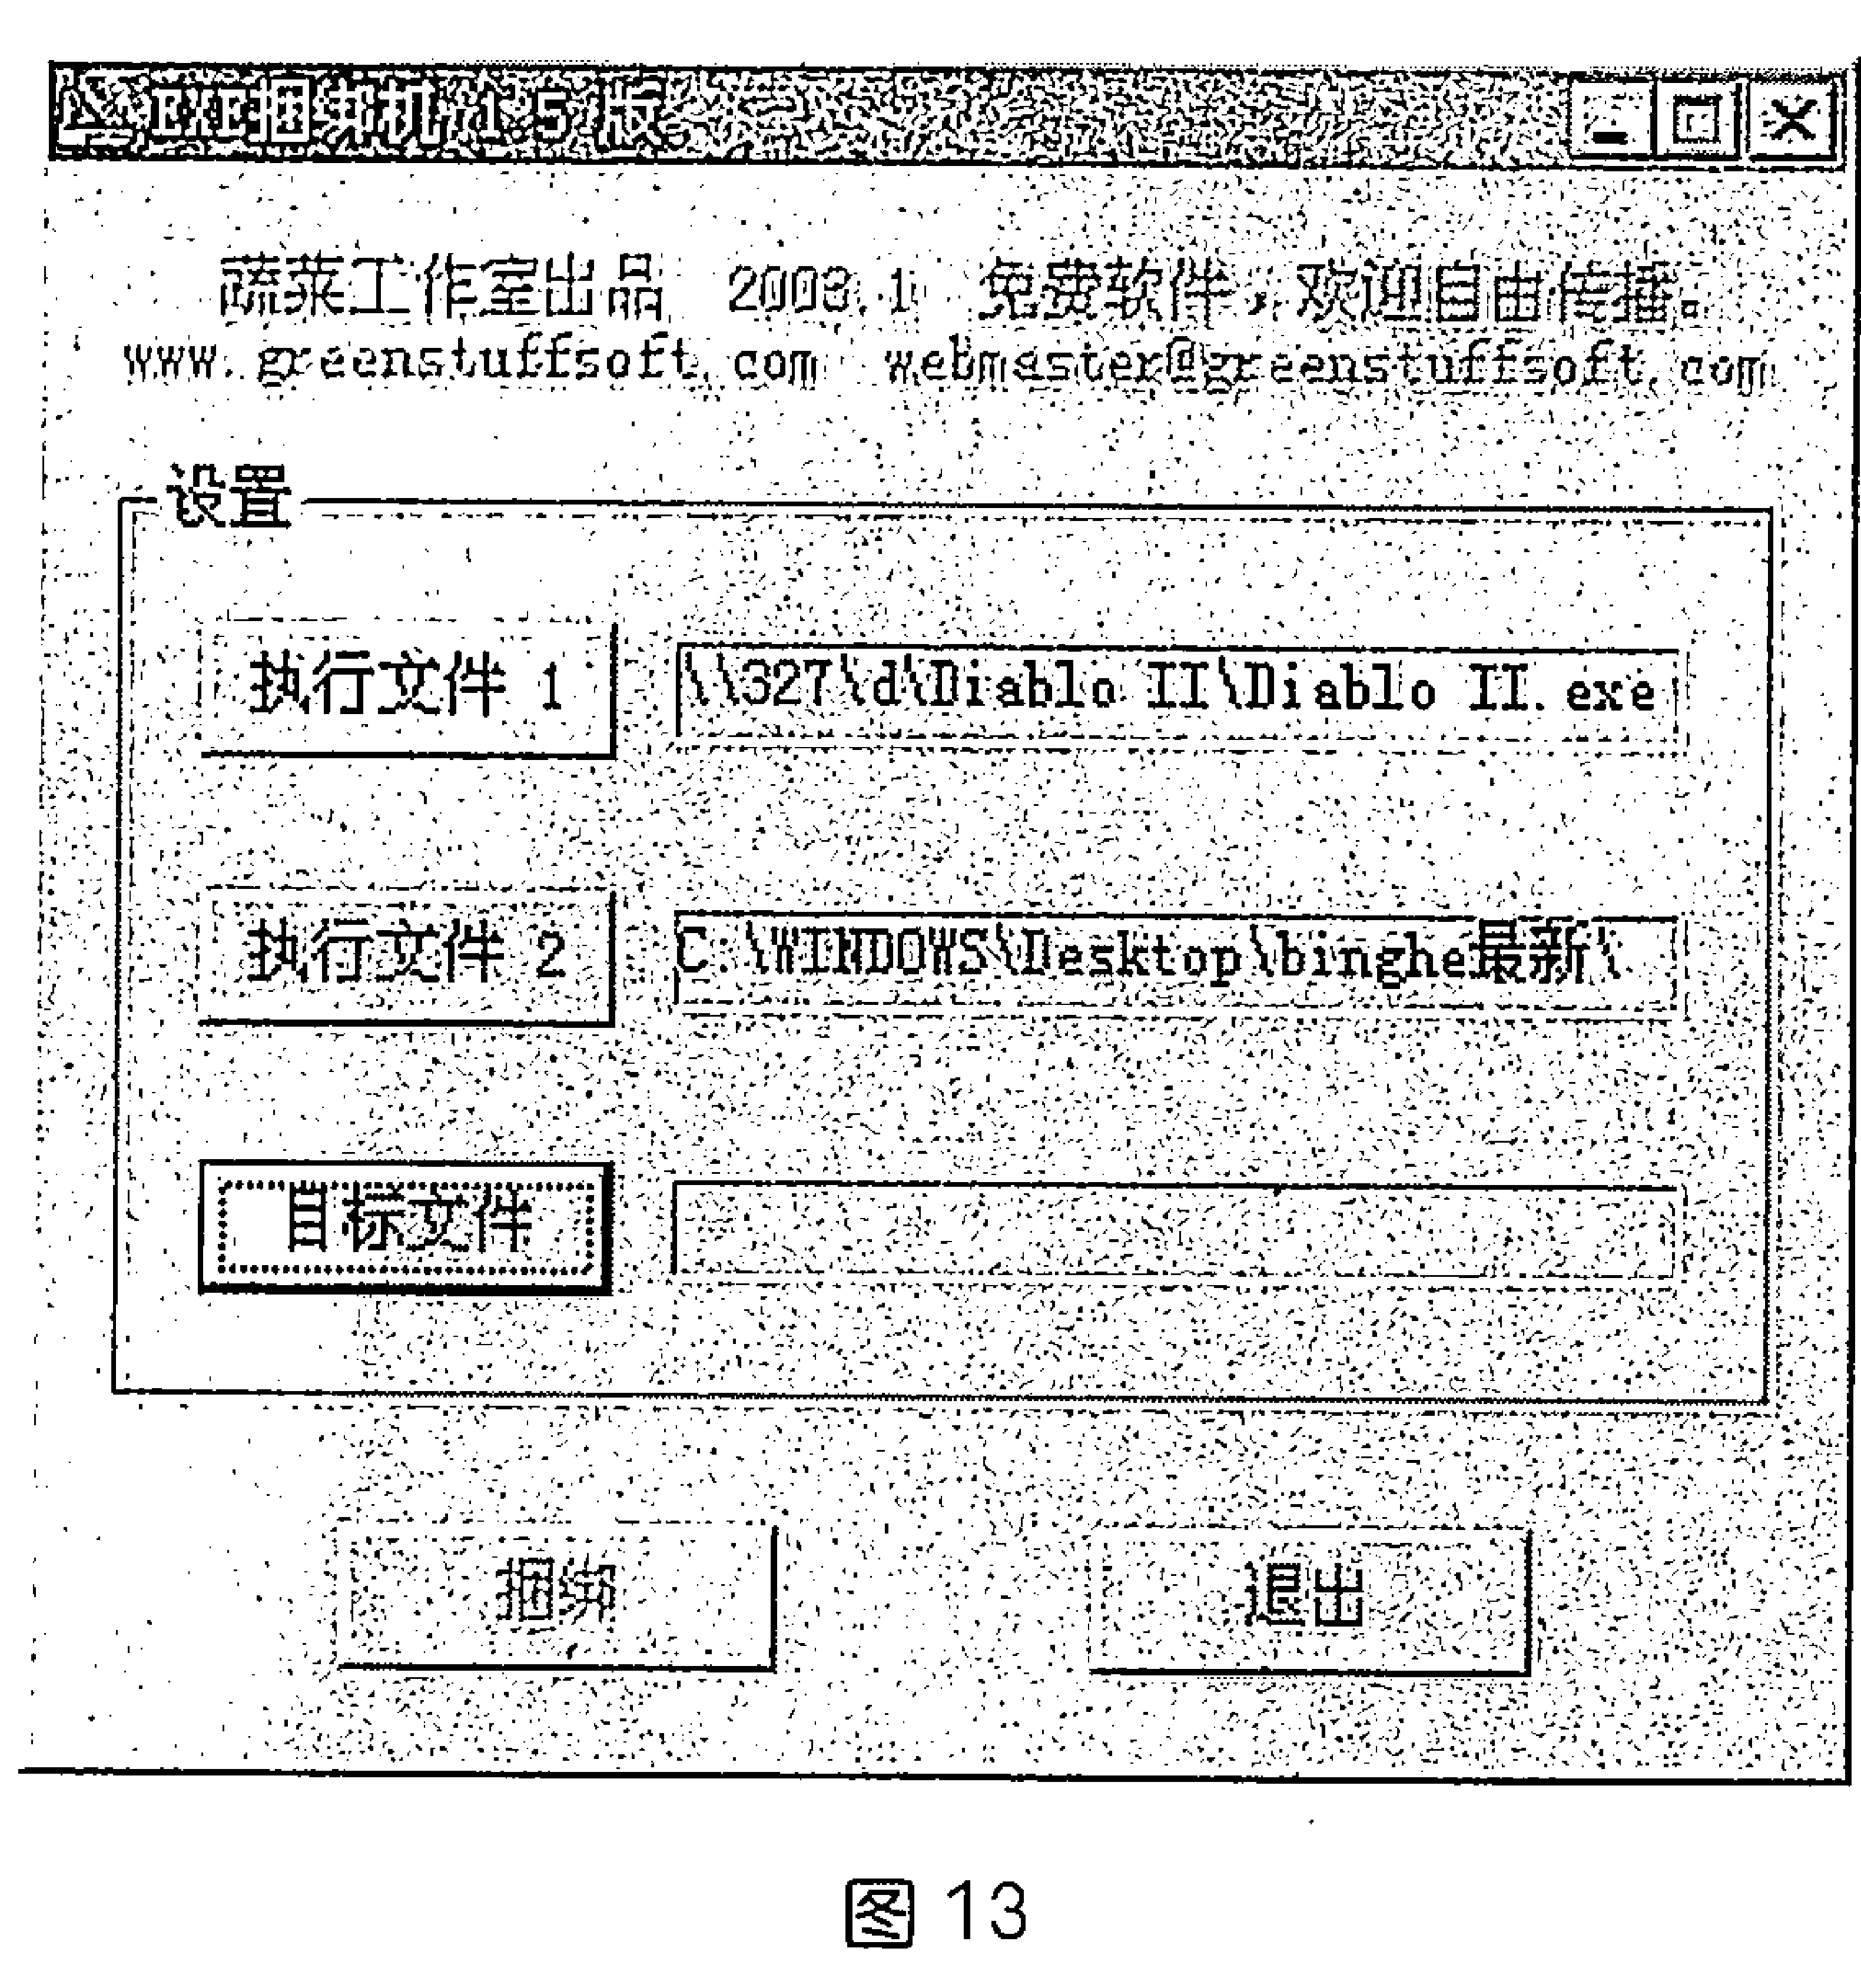 EXE捆绑机 1.5 版
蔬菜工作室出品 2003.1 免费软件，欢迎自由传播。
www.greenstuffsoft.com webmaster@greenstuffsoft.com
设置
执行文件 1 \\327\d\Diablo II\Diablo II.exe
执行文件 2 C:\WINDOWS\Desktop\binghe最新\
目标文件
捆绑 退出
图 13